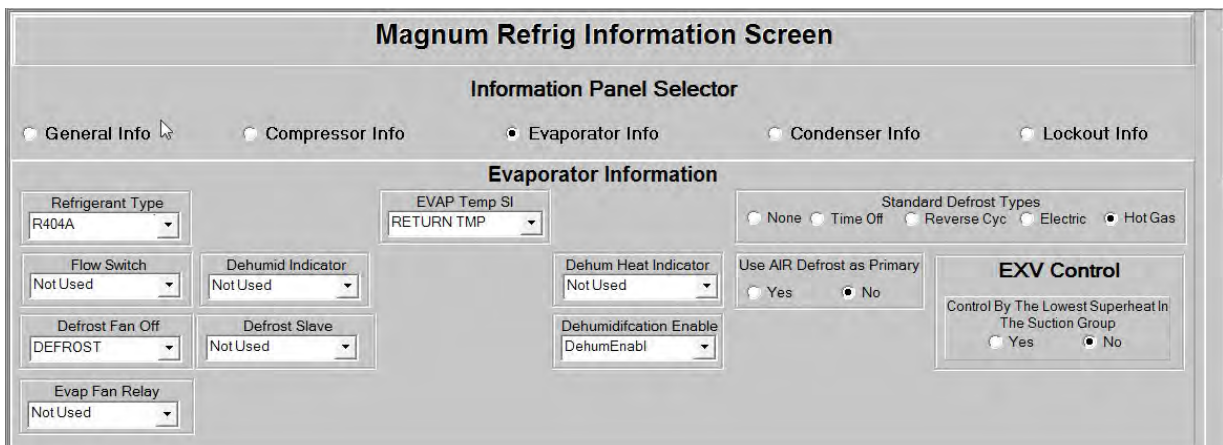 Magnum Refrig Information Screen
Information Panel Selector
General Info Compressor Info Evaporator Info Condenser Info Lockout Info
Evaporator Information
Refrigerant Type
R404A
EVAP Temp SI
RETURN TMP
Standard Defrost Types
None Time Off Reverse Cyc Electric Hot Gas
Flow Switch
Not Used
Dehumid Indicator
Not Used
Dehum Heat Indicator
Not Used
Use AIR Defrost as Primary
Yes No
EXV Control
Control By The Lowest Superheat In
The Suction Group
Yes No
Defrost Fan Off
DEFROST
Defrost Slave
Not Used
Dehumidifcation Enable
DehumEnabl
Evap Fan Relay
Not Used